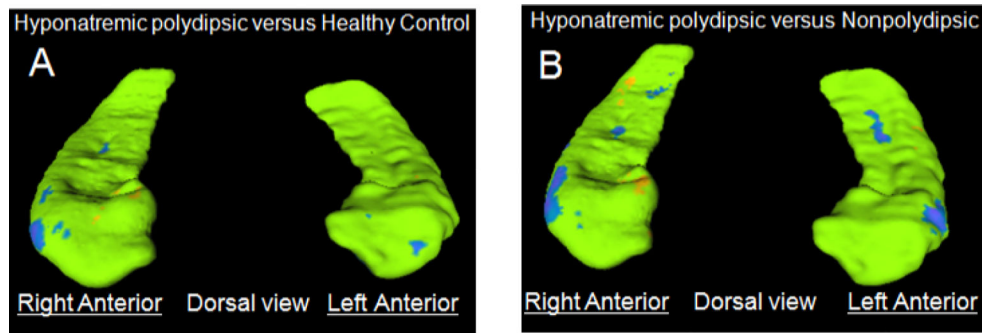 Hyponatremic polydipsic versus Healthy Control
A
Right Anterior Dorsal view Left Anterior
Hyponatremic polydipsic versus Nonpolydipsic
B
Right Anterior Dorsal view Left Anterior